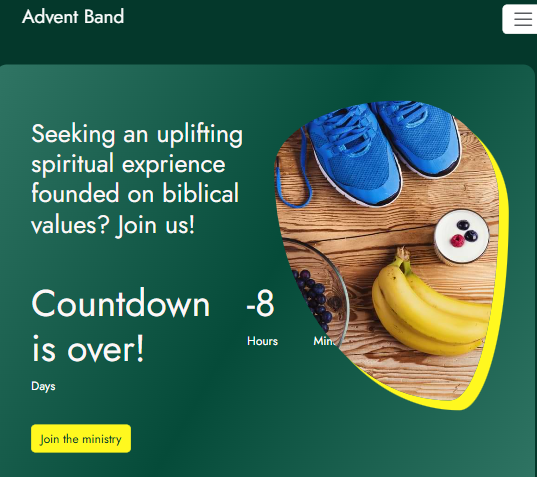 Advent Band
Seeking an uplifting
spiritual exprience
founded on biblical
values? Join us!
Countdown
is over!
Days
-8
Hours
Join the ministry